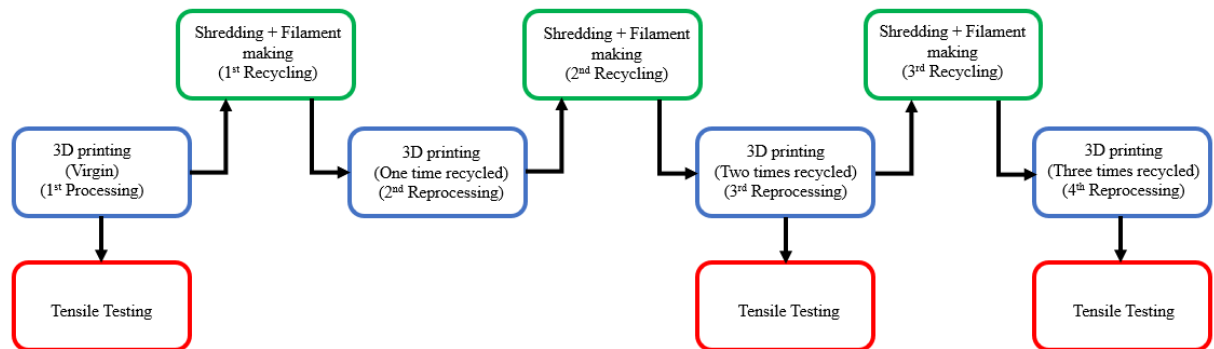 Shredding + Filament
making
(1st Recycling)
Shredding + Filament
making
(2nd Recycling)
Shredding + Filament
making
(3rd Recycling)
3D printing
(Virgin)
(1st Processing)
3D printing
(One time recycled)
(2nd Reprocessing)
3D printing
(Two times recycled)
(3rd Reprocessing)
3D printing
(Three times recycled)
(4th Reprocessing)
Tensile Testing
Tensile Testing
Tensile Testing